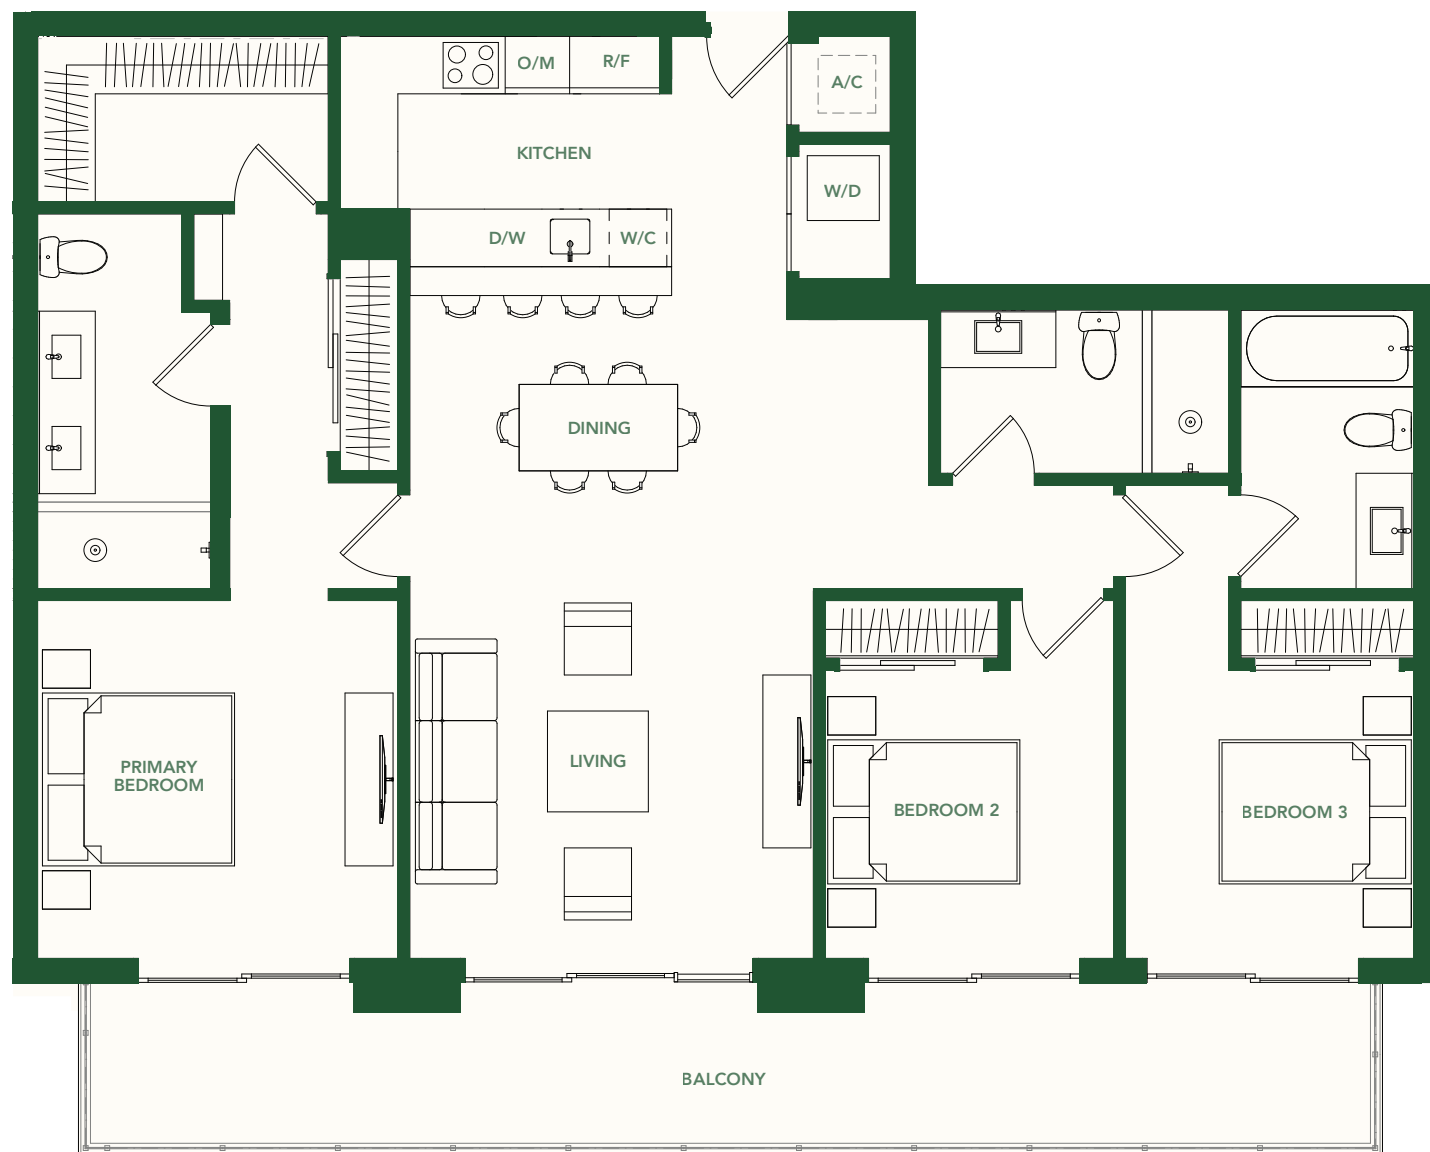 O/M
R/F
A/C
KITCHEN
W/D
D/W
W/C
DINING
LIVING
PRIMARY
BEDROOM
BEDROOM 2
BEDROOM 3
BALCONY